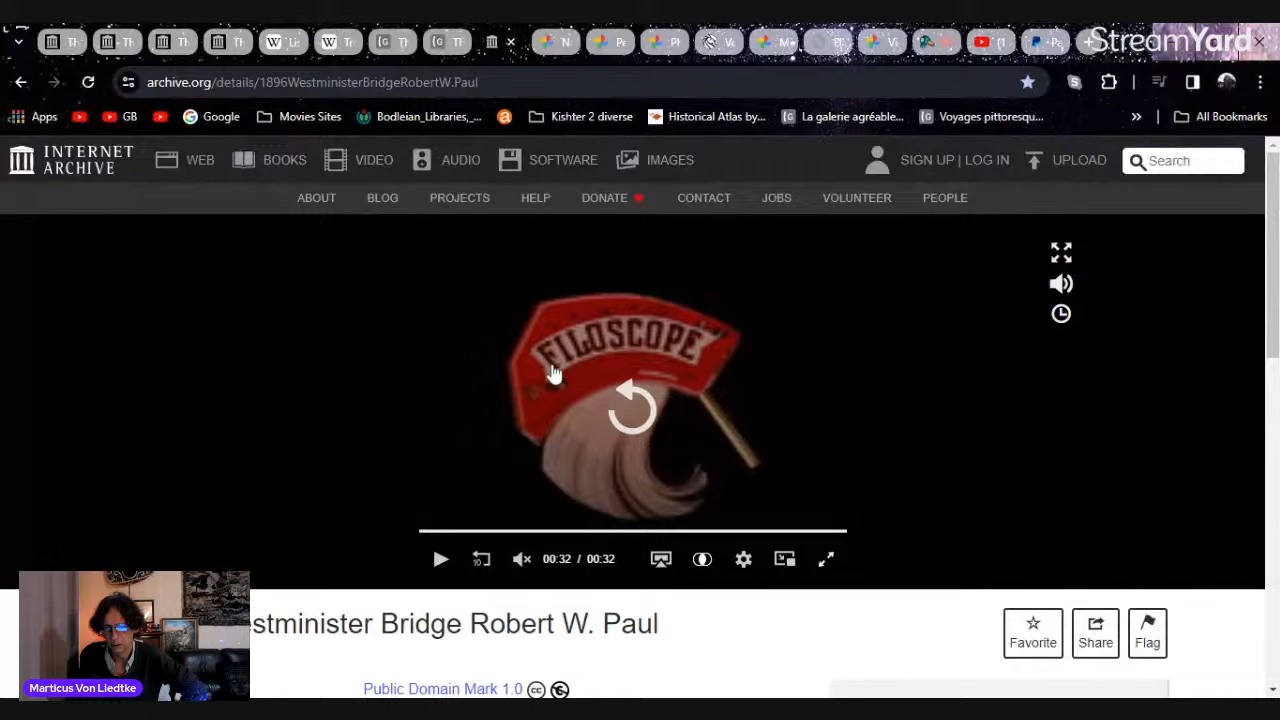 StreamYard
archive.org/details/1896WestministerBridgeRobertW.Paul
Apps
GB
Google
Movies Sites
Bodleian_Libraries,_...
Kishter 2 diverse
Historical Atlas by...
La galerie agréable...
Voyages pittoresqu...
»
All Bookmarks
INTERNET
ARCHIVE
WEB
BOOKS
VIDEO
AUDIO
SOFTWARE
IMAGES
SIGN UP | LOG IN
UPLOAD
Search
ABOUT
BLOG
PROJECTS
HELP
DONATE
CONTACT
JOBS
VOLUNTEER
PEOPLE
FILOSCOPE
10
00:32 / 00:32
stminister Bridge Robert W. Paul
Favorite
Share
Flag
Marticus Von Liedtke
Public Domain Mark 1.0